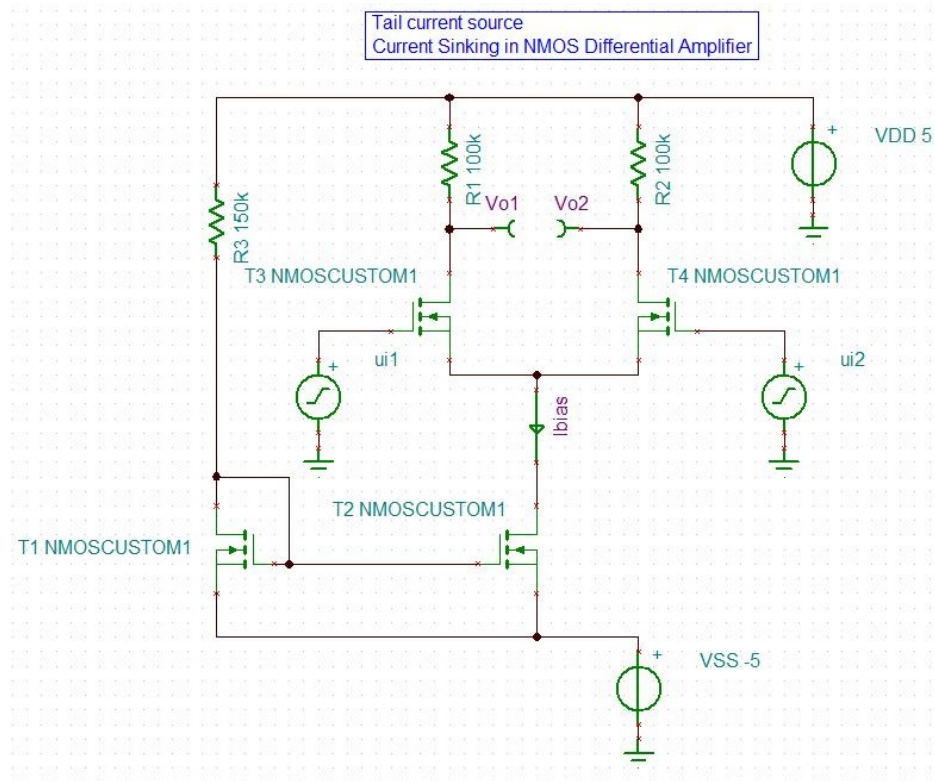 Tail current source
Current Sinking in NMOS Differential Amplifier
+
VDD 5
R1 100k
R2 100k
Vo1
Vo2
R3 150k
T3 NMOSCUSTOM1
T4 NMOSCUSTOM1
+
ui1
+
ui2
Ibias
T2 NMOSCUSTOM1
T1 NMOSCUSTOM1
+
VSS -5